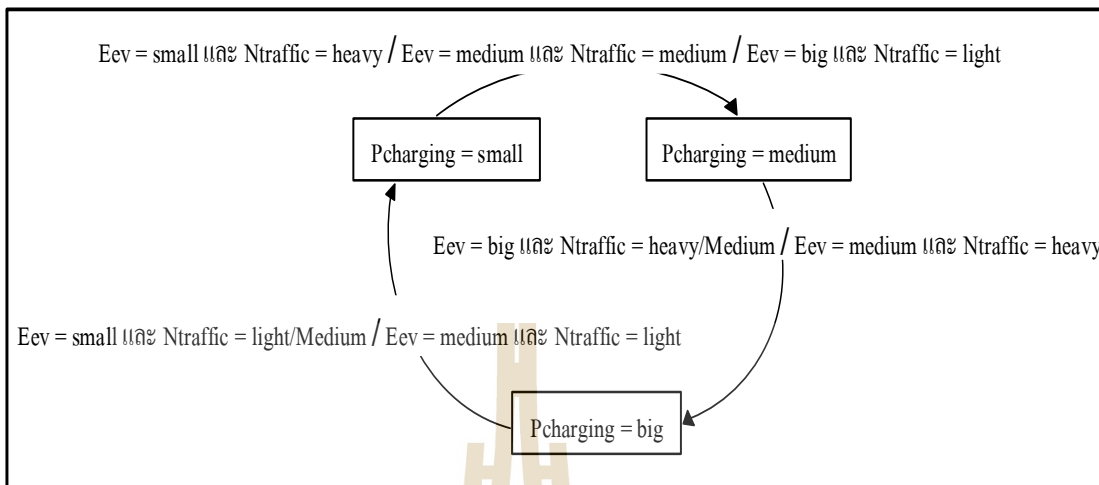 Eev = small และ Ntraffic = heavy / Eev = medium และ Ntraffic = medium / Eev = big และ Ntraffic = light
Pcharging = small
Pcharging = medium
Eev = big และ Ntraffic = heavy/Medium / Eev = medium และ Ntraffic = heavy
Eev = small และ Ntraffic = light/Medium / Eev = medium และ Ntraffic = light
Pcharging = big